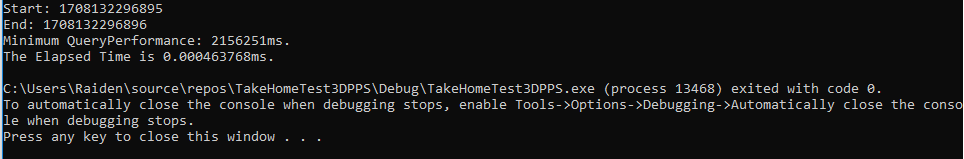 Start: 1708132296895
End: 1708132296896
Minimum QueryPerformance: 2156251ms.
The Elapsed Time is 0.000463768ms.
C:\Users\Raiden\source\repos\TakeHomeTest3DPPS\Debug\TakeHomeTest3DPPS.exe (process 13468) exited with code 0.
To automatically close the console when debugging stops, enable Tools->Options->Debugging->Automatically close the conso
le when debugging stops.
Press any key to close this window . . .